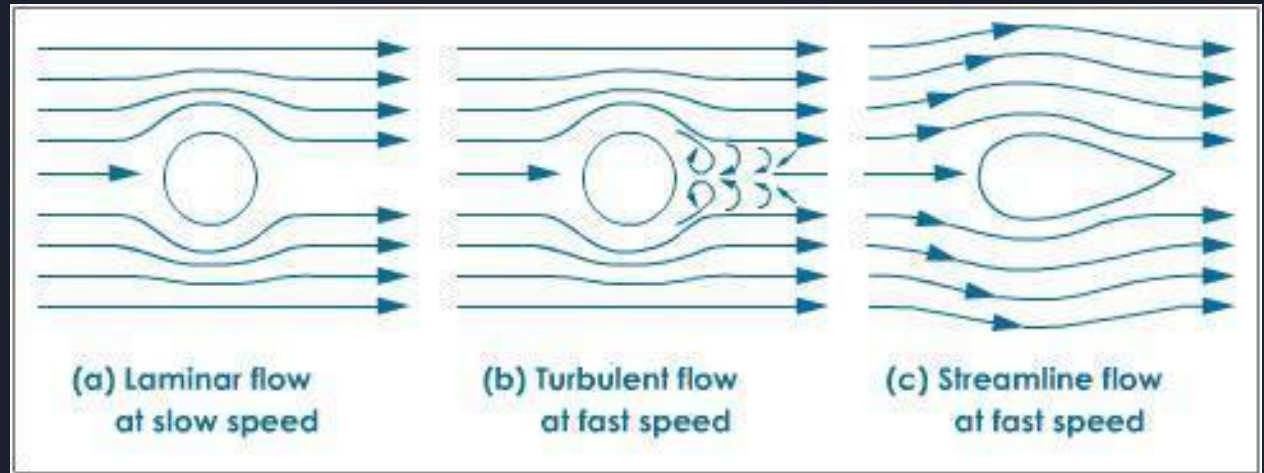 (a) Laminar flow
at slow speed
(b) Turbulent flow
at fast speed
(c) Streamline flow
at fast speed